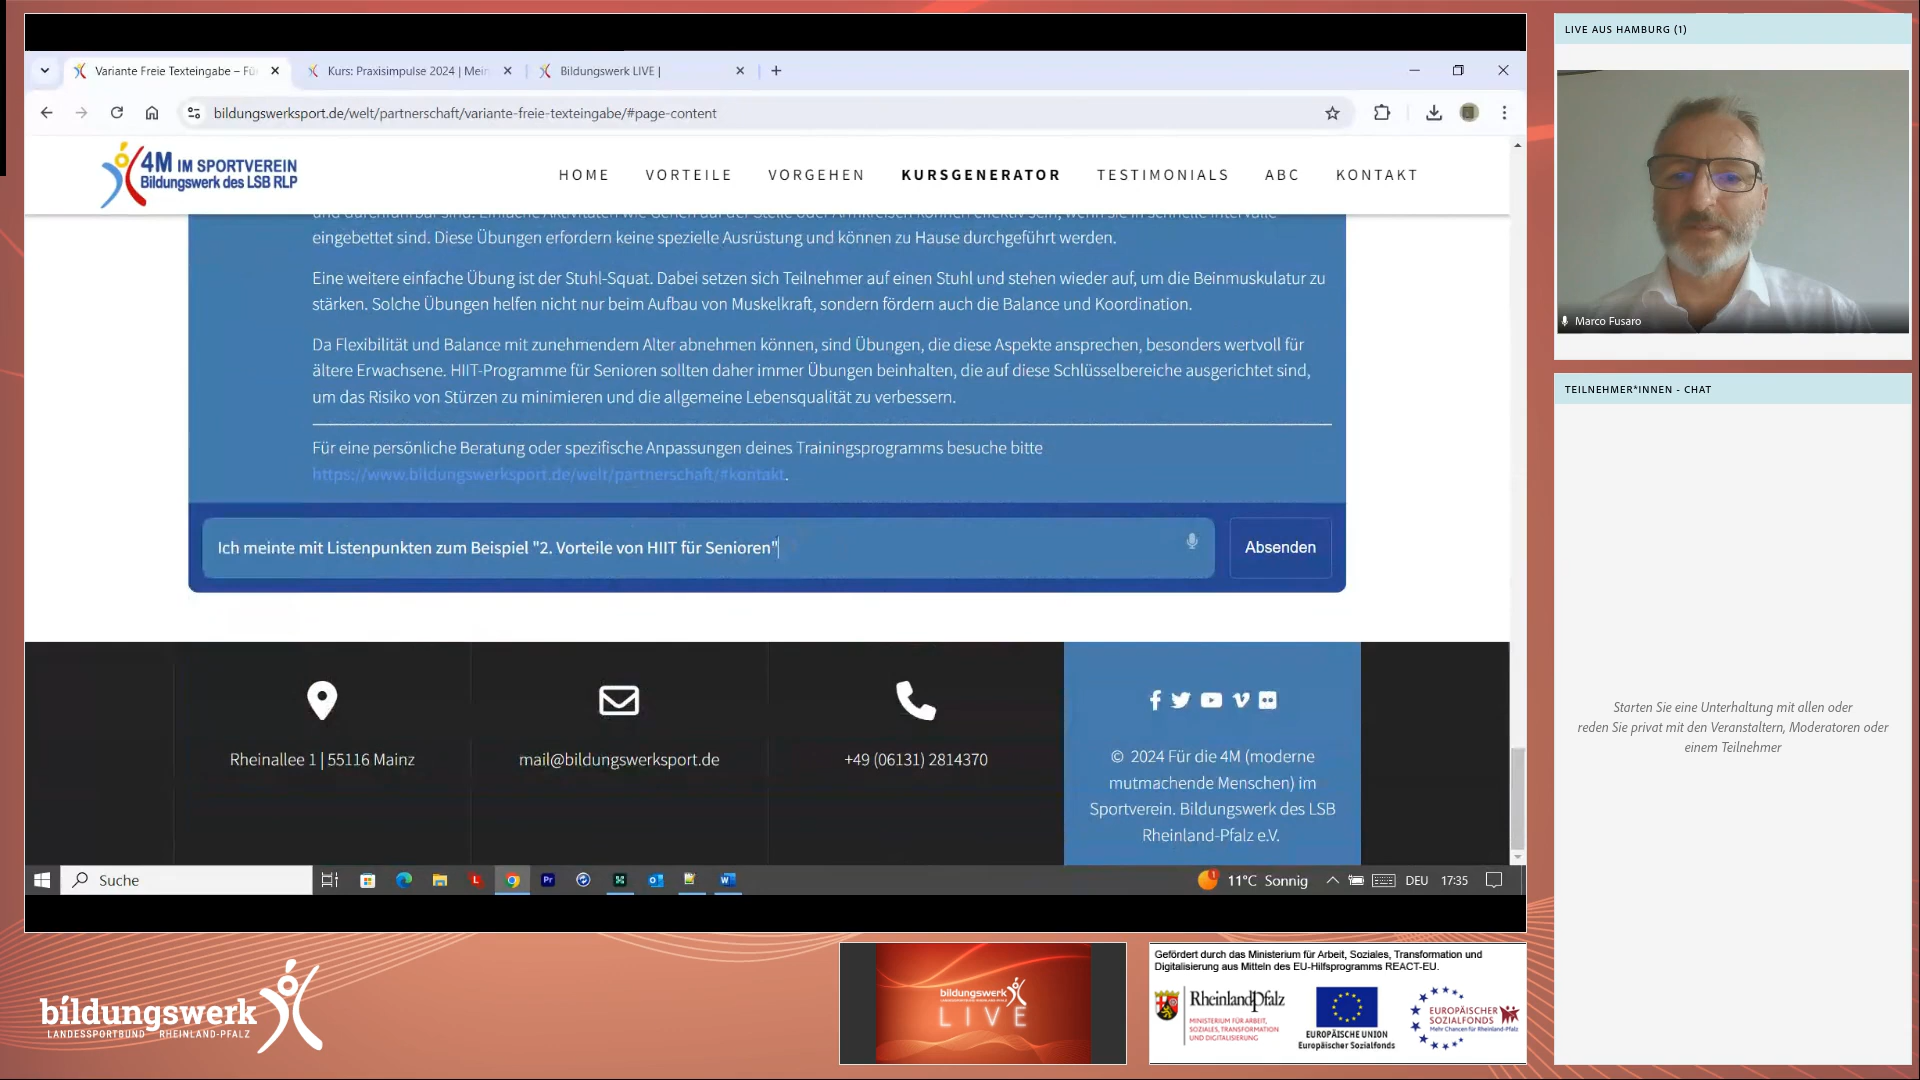 Variante Freie Texteingabe – Fü
Kurs: Praxisimpulse 2024 | Mein
Bildungswerk LIVE |
bildungswerksport.de/welt/partnerschaft/variante-freie-texteingabe/#page-content
4M IM SPORTVEREIN
Bildungswerk des LSB RLP
HOME VORTEILE VORGEHEN KURSGENERATOR TESTIMONIALS ABC KONTAKT
eingebettet sind. Diese Übungen erfordern keine spezielle Ausrüstung und können zu Hause durchgeführt werden.
Eine weitere einfache Übung ist der Stuhl-Squat. Dabei setzen sich Teilnehmer auf einen Stuhl und stehen wieder auf, um die Beinmuskulatur zu
stärken. Solche Übungen helfen nicht nur beim Aufbau von Muskelkraft, sondern fördern auch die Balance und Koordination.
Da Flexibilität und Balance mit zunehmendem Alter abnehmen können, sind Übungen, die diese Aspekte ansprechen, besonders wertvoll für
ältere Erwachsene. HIIT-Programme für Senioren sollten daher immer Übungen beinhalten, die auf diese Schlüsselbereiche ausgerichtet sind,
um das Risiko von Stürzen zu minimieren und die allgemeine Lebensqualität zu verbessern.
Für eine persönliche Beratung oder spezifische Anpassungen deines Trainingsprogramms besuche bitte
https://www.bildungswerksport.de/welt/partnerschaft/#kontakt.
Ich meinte mit Listenpunkten zum Beispiel "2. Vorteile von HIIT für Senioren"
Absenden
Rheinallee 1 | 55116 Mainz
mail@bildungswerksport.de
+49 (06131) 2814370
© 2024 Für die 4M (moderne
mutmachende Menschen) im
Sportverein. Bildungswerk des LSB
Rheinland-Pfalz e.V.
Suche
11°C Sonnig
DEU
17:35
LIVE AUS HAMBURG (1)
Marco Fusaro
TEILNEHMER*INNEN - CHAT
Starten Sie eine Unterhaltung mit allen oder
reden Sie privat mit den Veranstaltern, Moderatoren oder
einem Teilnehmer
bildungswerk
LANDESSPORTBUND RHEINLAND-PFALZ
bildungswerk
LIVE
Gefördert durch das Ministerium für Arbeit, Soziales, Transformation und
Digitalisierung aus Mitteln des EU-Hilfsprogramms REACT-EU.
RheinlandPfalz
MINISTERIUM FÜR ARBEIT,
SOZIALES, TRANSFORMATION
UND DIGITALISIERUNG
EUROPÄISCHE UNION
Europäischer Sozialfonds
EUROPÄISCHER
SOZIALFONDS
Mehr Chancen für Rheinland-Pfalz